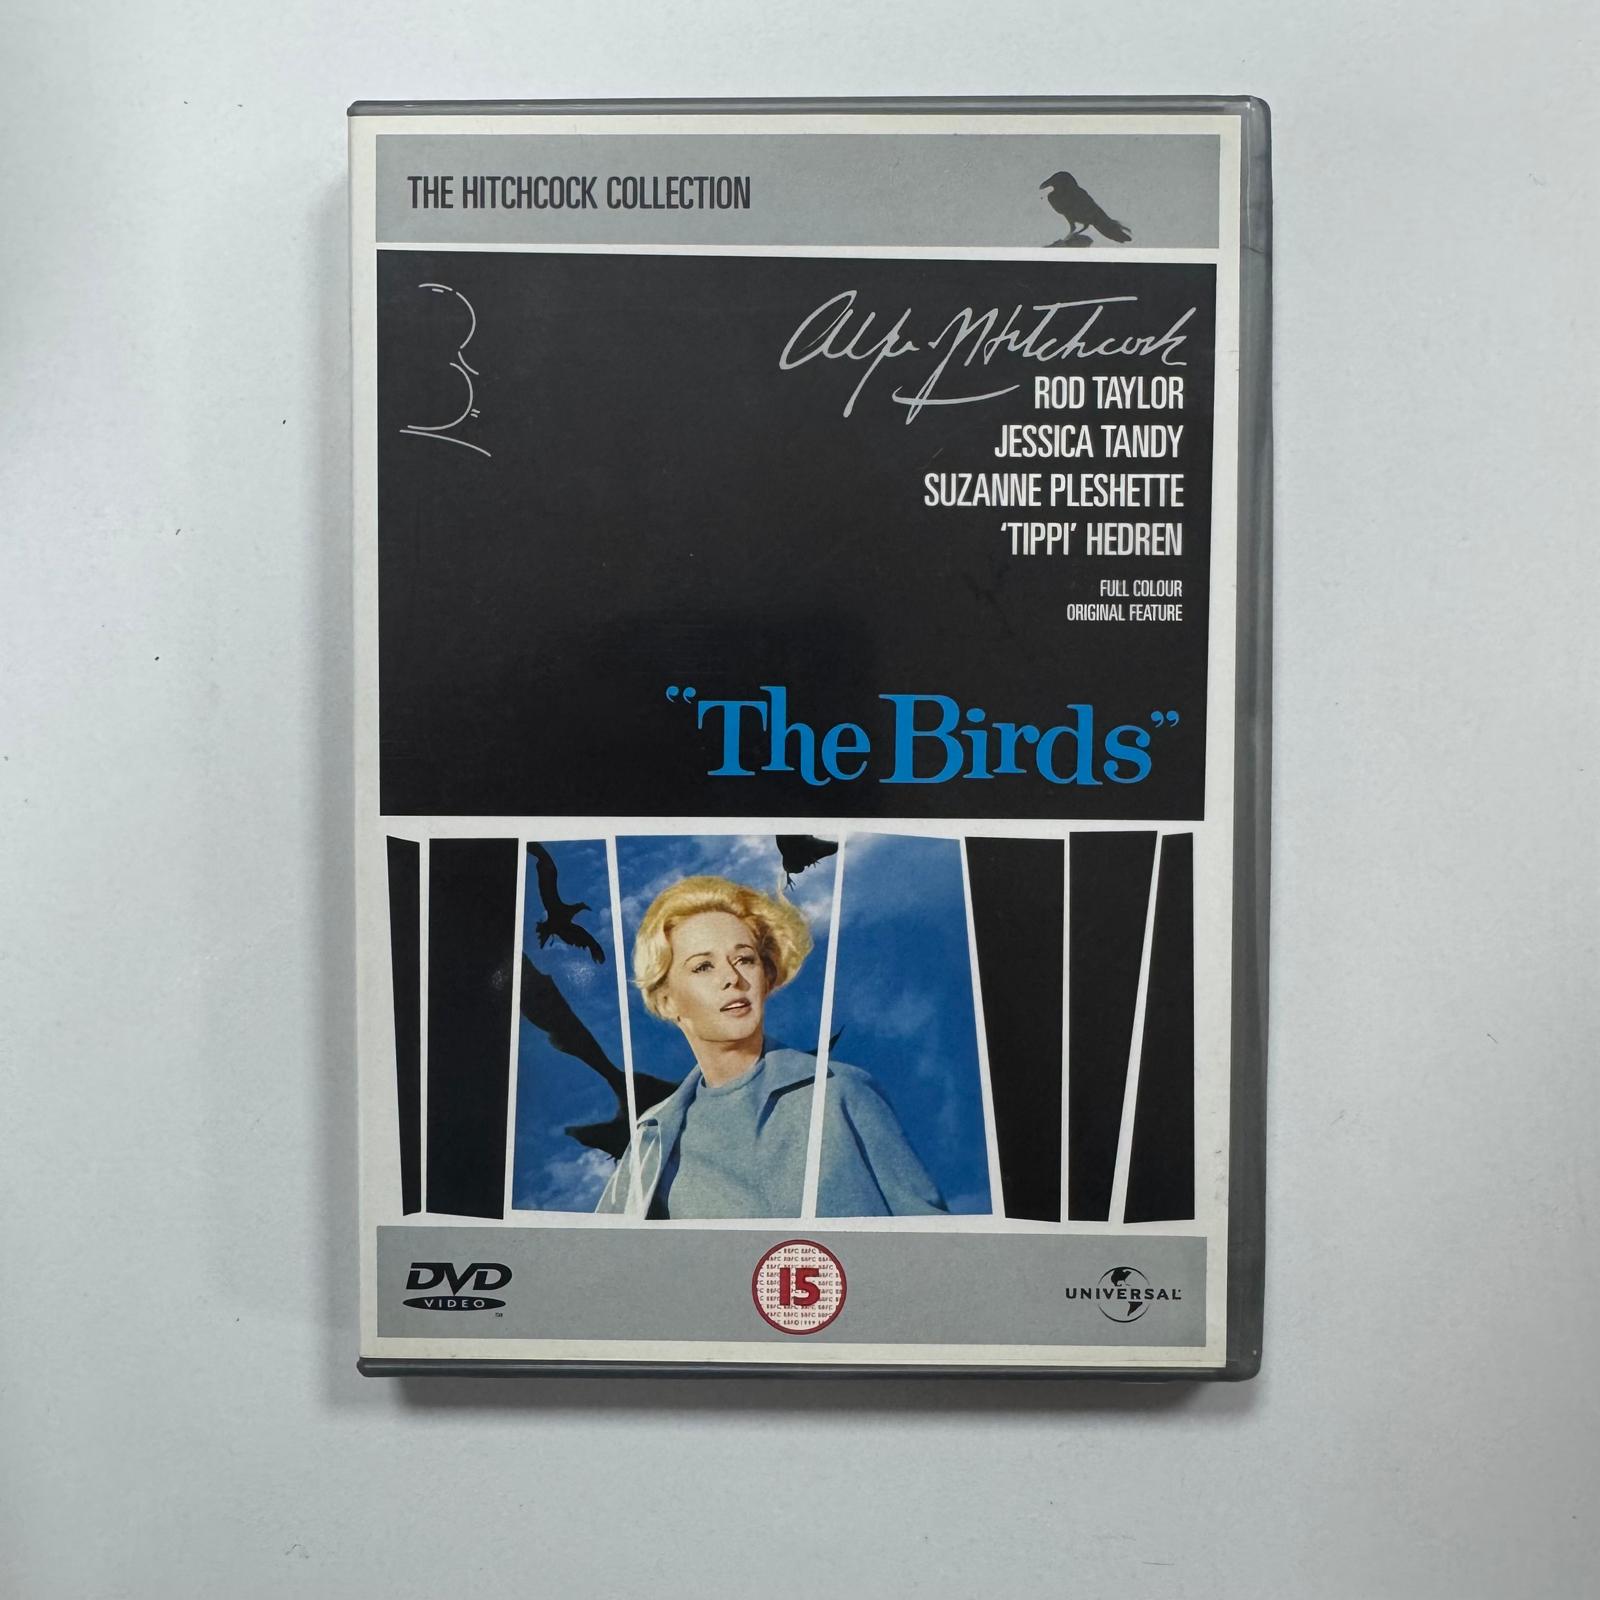 THE HITCHCOCK COLLECTION
Alfred Hitchcock
ROD TAYLOR
JESSICA TANDY
SUZANNE PLESHETTE
‘TIPPI’ HEDREN
FULL COLOUR
ORIGINAL FEATURE
“The Birds”
DVD
VIDEO
15
UNIVERSAL